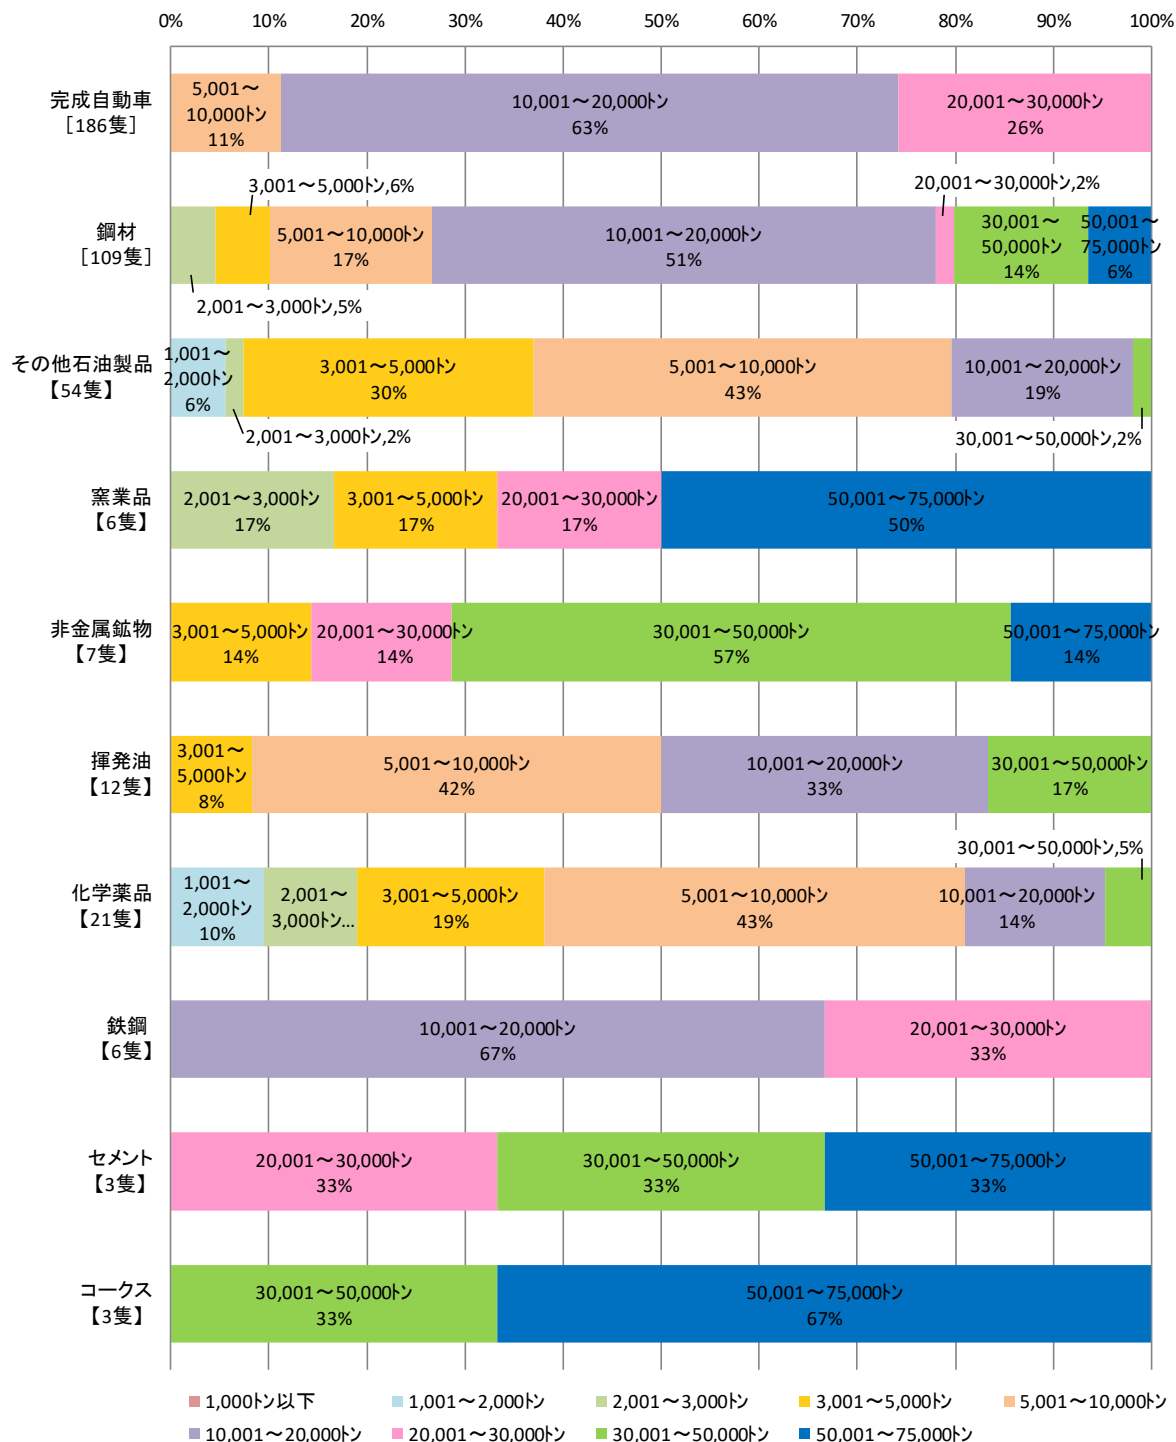 0% 10% 20% 30% 40% 50% 60% 70% 80% 90% 100%
完成自動車
［186隻］
5,001～
10,000ﾄﾝ
11%
10,001～20,000ﾄﾝ
63%
20,001～30,000ﾄﾝ
26%
3,001～5,000ﾄﾝ,6%
20,001～30,000ﾄﾝ,2%
鋼材
［109隻］
5,001～10,000ﾄﾝ
17%
10,001～20,000ﾄﾝ
51%
30,001～
50,000ﾄﾝ
14%
50,001～
75,000ﾄﾝ
6%
2,001～3,000ﾄﾝ,5%
その他石油製品
【54隻】
1,001～
2,000ﾄﾝ
6%
3,001～5,000ﾄﾝ
30%
5,001～10,000ﾄﾝ
43%
10,001～20,000ﾄﾝ
19%
2,001～3,000ﾄﾝ,2%
30,001～50,000ﾄﾝ,2%
窯業品
【6隻】
2,001～3,000ﾄﾝ
17%
3,001～5,000ﾄﾝ
17%
20,001～30,000ﾄﾝ
17%
50,001～75,000ﾄﾝ
50%
非金属鉱物
【7隻】
3,001～5,000ﾄﾝ
14%
20,001～30,000ﾄﾝ
14%
30,001～50,000ﾄﾝ
57%
50,001～75,000ﾄﾝ
14%
揮発油
【12隻】
3,001～
5,000ﾄﾝ
8%
5,001～10,000ﾄﾝ
42%
10,001～20,000ﾄﾝ
33%
30,001～50,000ﾄﾝ
17%
30,001～50,000ﾄﾝ,5%
化学薬品
【21隻】
1,001～
2,000ﾄﾝ
10%
2,001～
3,000ﾄﾝ...
3,001～5,000ﾄﾝ
19%
5,001～10,000ﾄﾝ
43%
10,001～20,000ﾄﾝ
14%
鉄鋼
【6隻】
10,001～20,000ﾄﾝ
67%
20,001～30,000ﾄﾝ
33%
セメント
【3隻】
20,001～30,000ﾄﾝ
33%
30,001～50,000ﾄﾝ
33%
50,001～75,000ﾄﾝ
33%
コークス
【3隻】
30,001～50,000ﾄﾝ
33%
50,001～75,000ﾄﾝ
67%
1,000ﾄﾝ以下 1,001～2,000ﾄﾝ 2,001～3,000ﾄﾝ 3,001～5,000ﾄﾝ 5,001～10,000ﾄﾝ
10,001～20,000ﾄﾝ 20,001～30,000ﾄﾝ 30,001～50,000ﾄﾝ 50,001～75,000ﾄﾝ